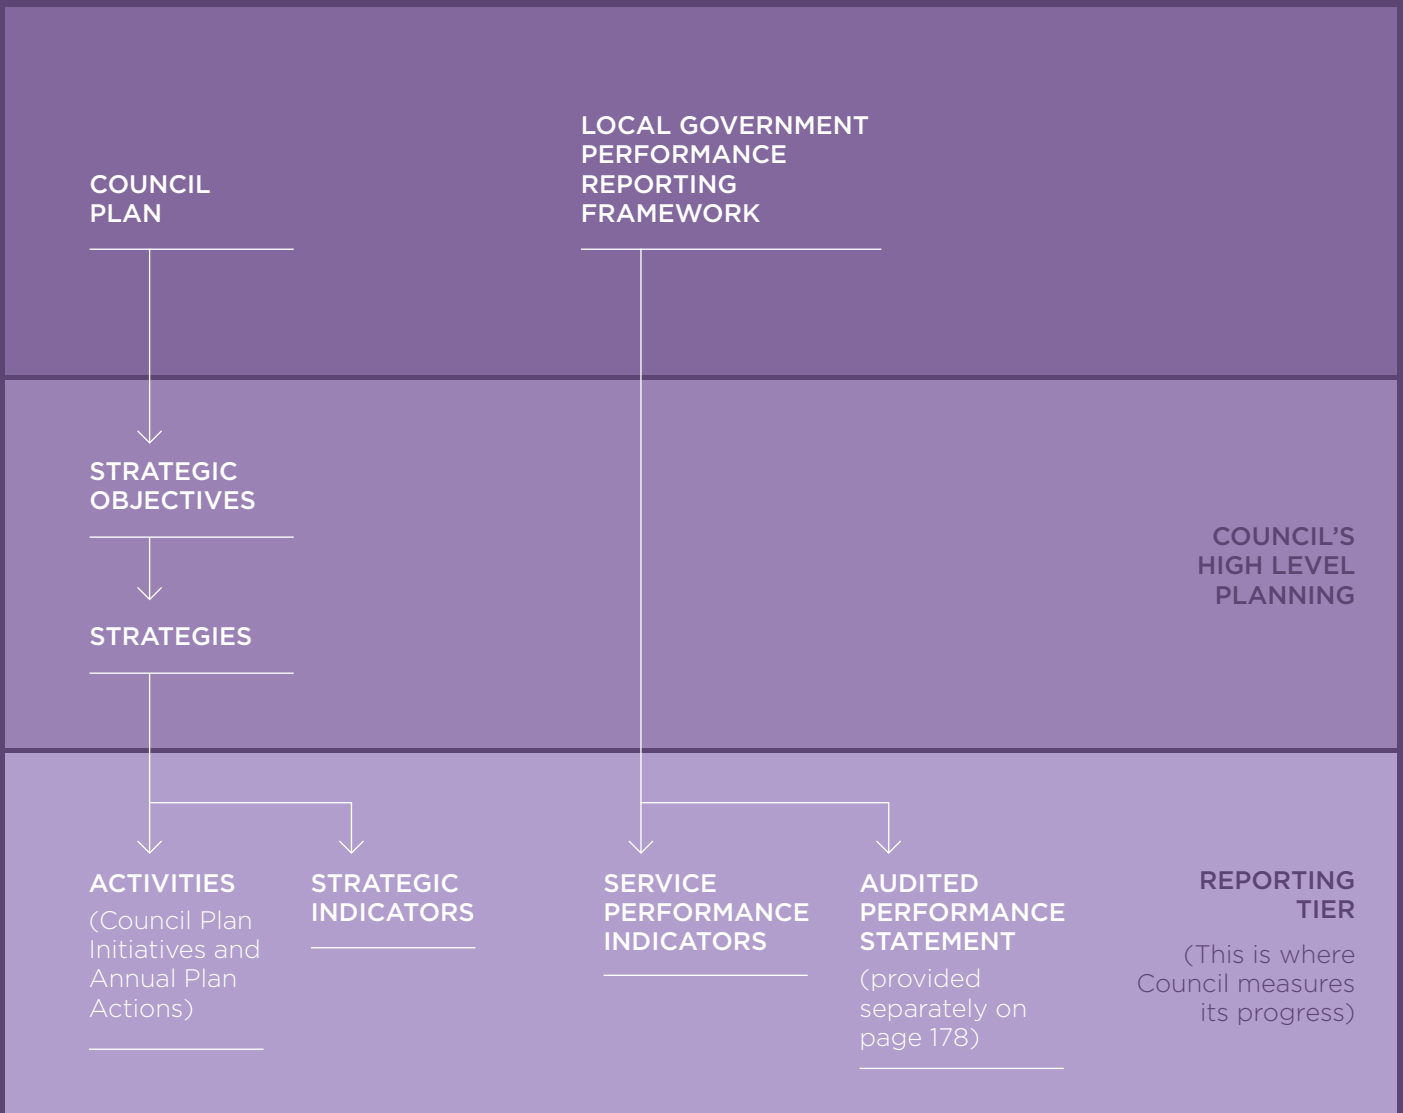 COUNCIL
PLAN
LOCAL GOVERNMENT
PERFORMANCE
REPORTING
FRAMEWORK
STRATEGIC
OBJECTIVES
STRATEGIES
COUNCIL’S
HIGH LEVEL
PLANNING
ACTIVITIES
(Council Plan
Initiatives and
Annual Plan
Actions)
STRATEGIC
INDICATORS
SERVICE
PERFORMANCE
INDICATORS
AUDITED
PERFORMANCE
STATEMENT
(provided
separately on
page 178)
REPORTING
TIER
(This is where
Council measures
its progress)